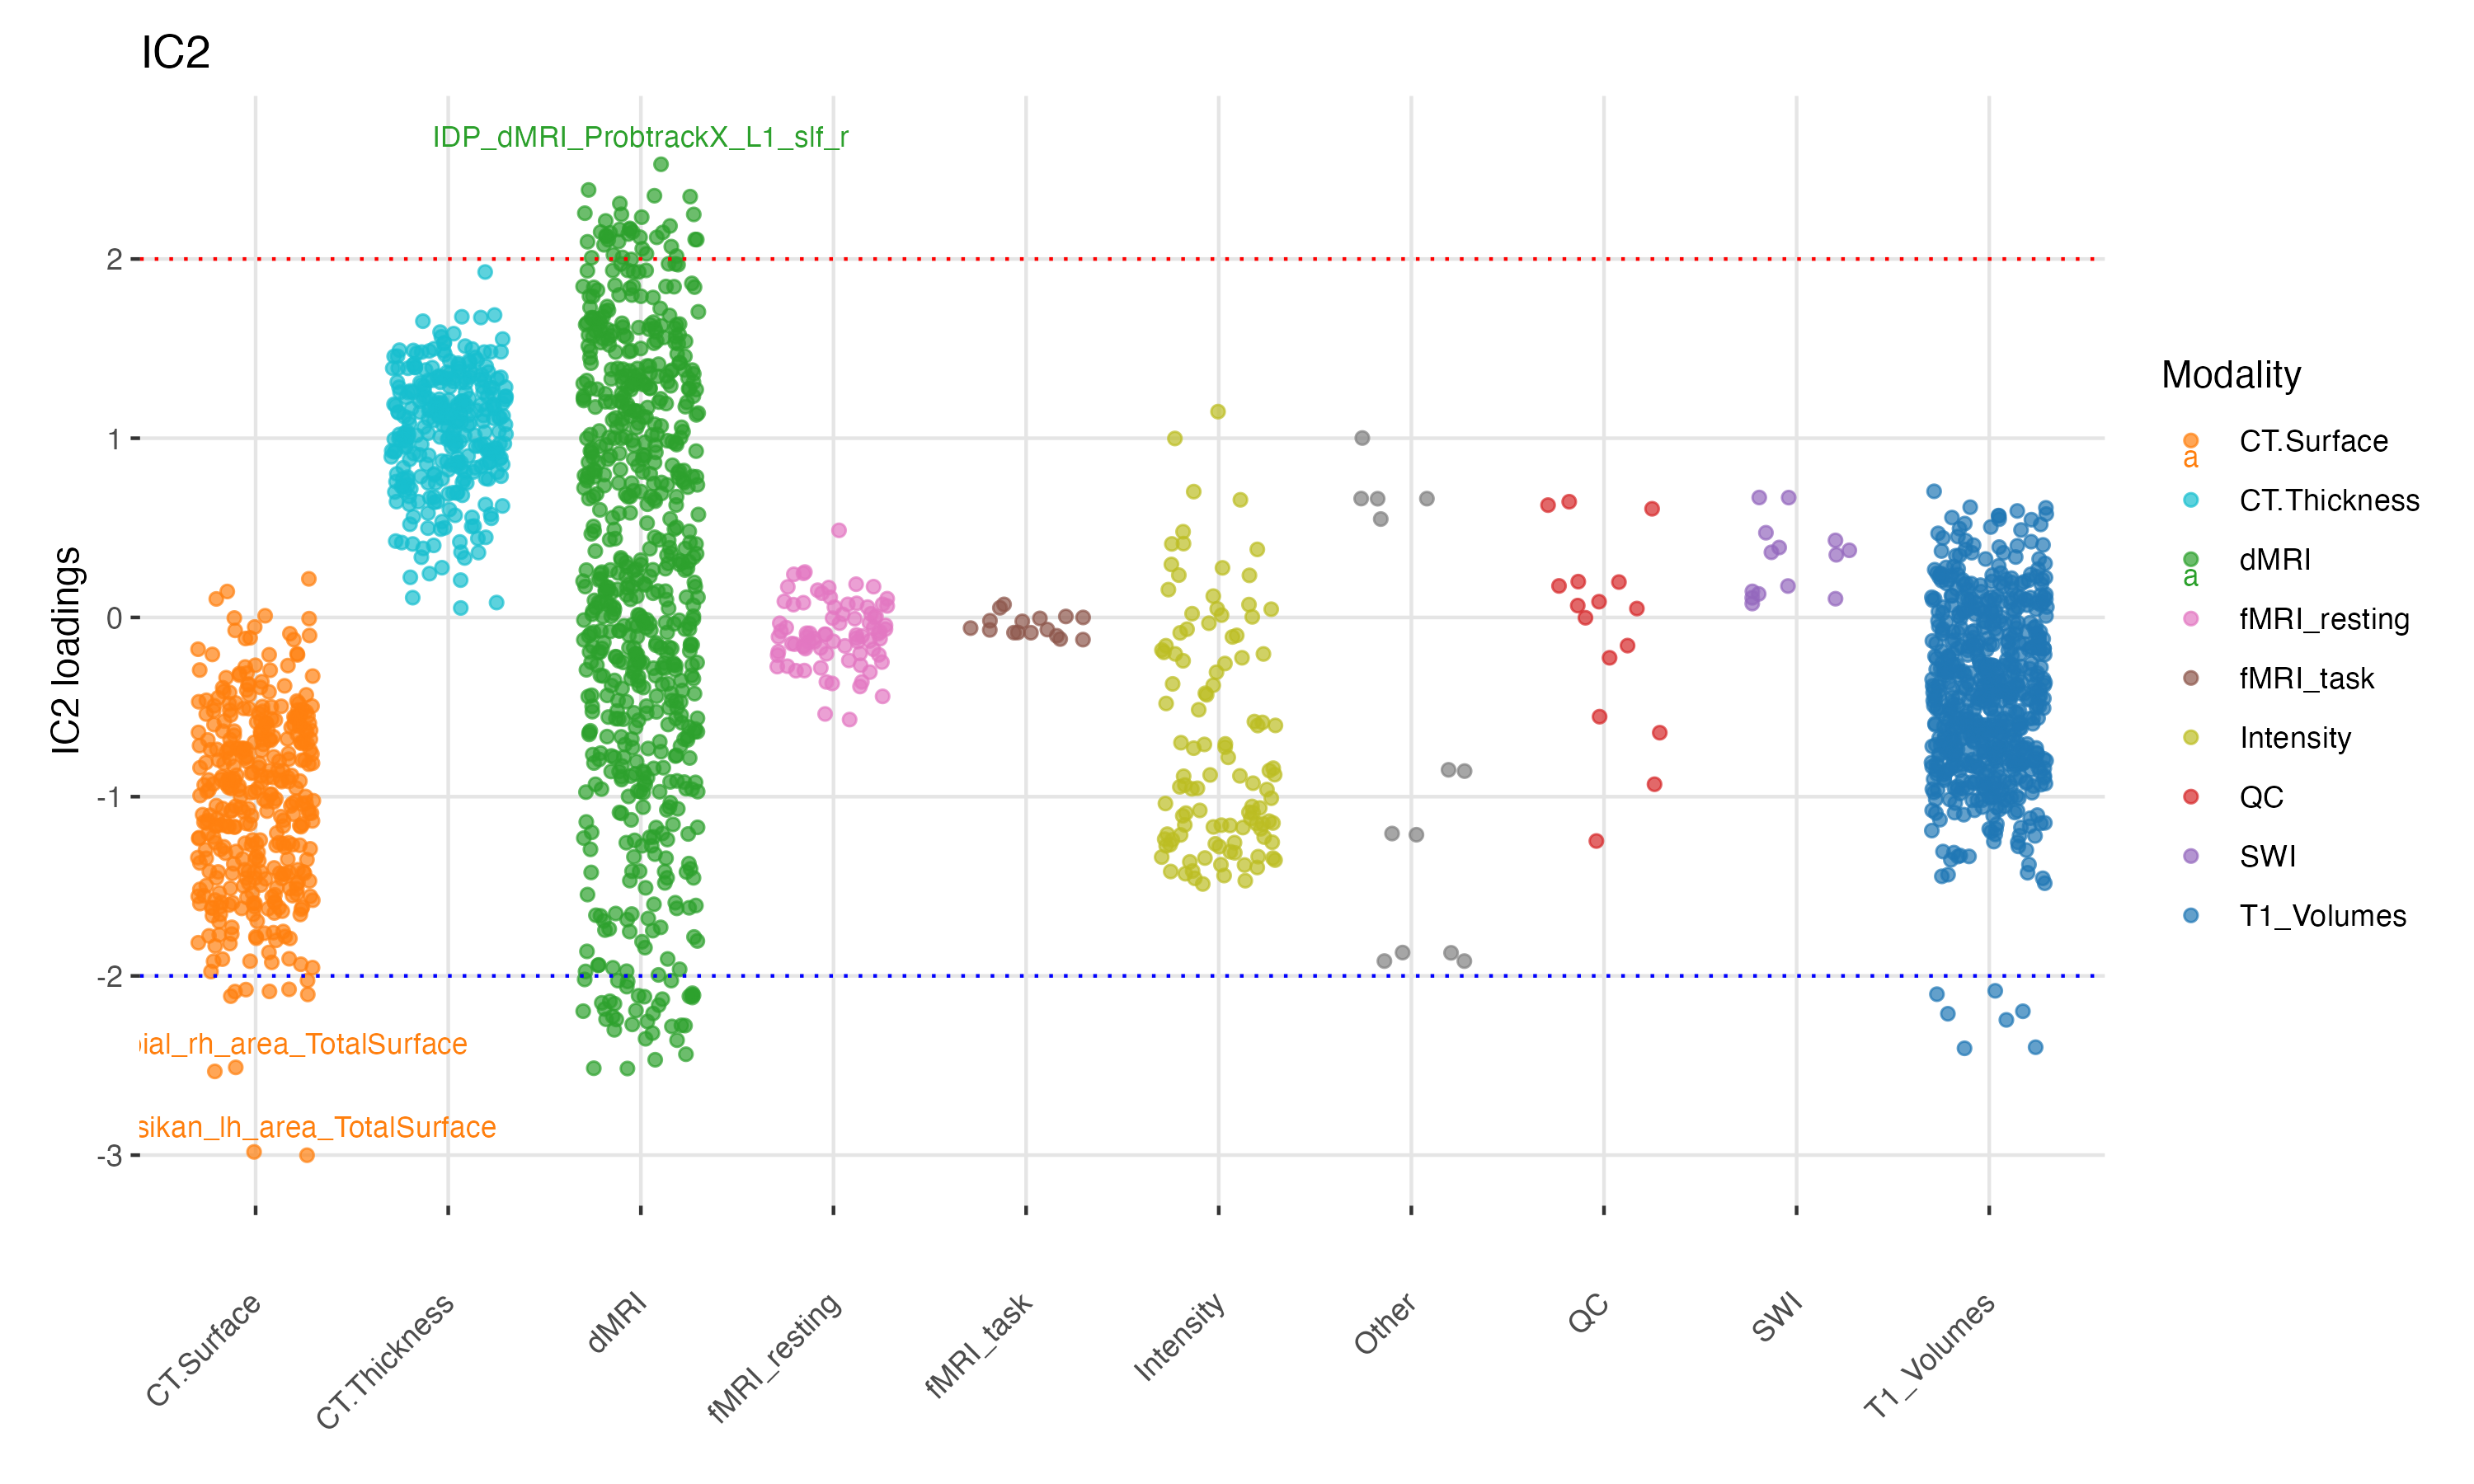 IC2
IDP_dMRI_ProbtrackX_L1_slf_r
2
1
0
-1
-2
-3
IC2 loadings
ial_rh_area_TotalSurface
sikan_lh_area_TotalSurface
CT.Surface
CT.Thickness
dMRI
fMRI_resting
fMRI_task
Intensity
Other
QC
SWI
T1_Volumes
Modality
a
CT.Surface
CT.Thickness
a
dMRI
fMRI_resting
fMRI_task
Intensity
QC
SWI
T1_Volumes